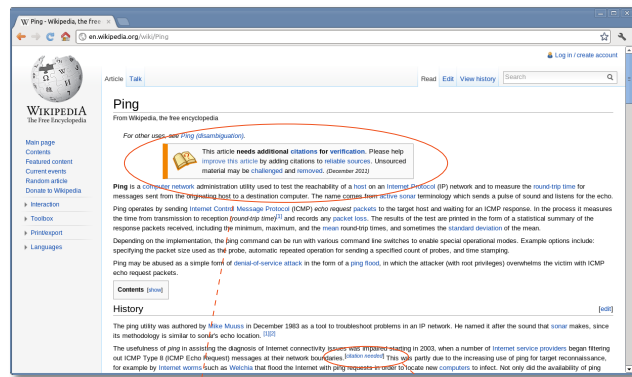 Ping - Wikipedia, the free
en.wikipedia.org/wiki/Ping
Log in / create account
Article Talk Read Edit View history Search
WIKIPEDIA
The Free Encyclopedia
Main page
Contents
Featured content
Current events
Random article
Donate to Wikipedia
Interaction
Toolbox
Print/export
Languages
Ping
From Wikipedia, the free encyclopedia
For other uses, see Ping (disambiguation).
This article needs additional citations for verification. Please help
improve this article by adding citations to reliable sources. Unsourced
material may be challenged and removed. (December 2011)
Ping is a computer network administration utility used to test the reachability of a host on an Internet Protocol (IP) network and to measure the round-trip time for
messages sent from the originating host to a destination computer. The name comes from active sonar terminology which sends a pulse of sound and listens for the echo.
Ping operates by sending Internet Control Message Protocol (ICMP) echo request packets to the target host and waiting for an ICMP response. In the process it measures
the time from transmission to reception (round-trip time)[1] and records any packet loss. The results of the test are printed in the form of a statistical summary of the
response packets received, including the minimum, maximum, and the mean round-trip times, and sometimes the standard deviation of the mean.
Depending on the implementation, the ping command can be run with various command line switches to enable special operational modes. Example options include:
specifying the packet size used as the probe, automatic repeated operation for sending a specified count of probes, and time stamping.
Ping may be abused as a simple form of denial-of-service attack in the form of a ping flood, in which the attacker (with root privileges) overwhelms the victim with ICMP
echo request packets.
Contents [show]
History [edit]
The ping utility was authored by Mike Muuss in December 1983 as a tool to troubleshoot problems in an IP network. He named it after the sound that sonar makes, since
its methodology is similar to sonar's echo location. [1][2]
The usefulness of ping in assisting the diagnosis of Internet connectivity issues was impaired starting in 2003, when a number of Internet service providers began filtering
out ICMP Type 8 (ICMP Echo Request) messages at their network boundaries.[citation needed] This was partly due to the increasing use of ping for target reconnaissance,
for example by Internet worms such as Welchia that flood the Internet with ping requests in order to locate new computers to infect. Not only did the availability of ping